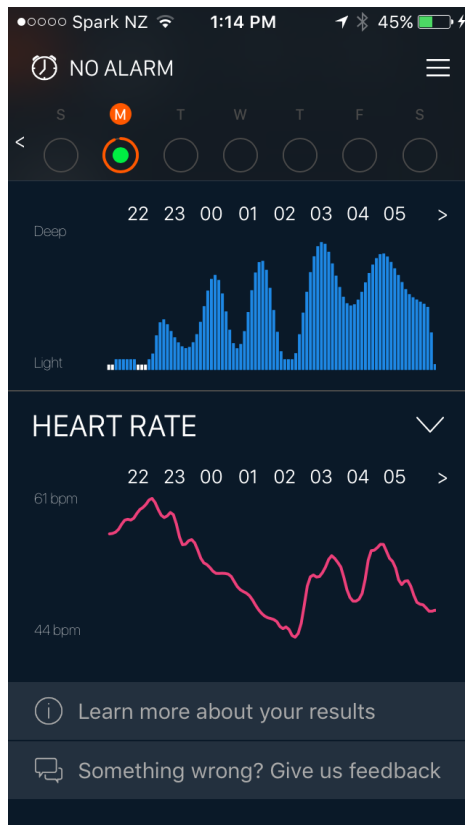 ●○○○○ Spark NZ 1:14 PM 45%
NO ALARM
S M T W T F S
<
22 23 00 01 02 03 04 05 >
Deep
Light
HEART RATE
22 23 00 01 02 03 04 05 >
61 bpm
44 bpm
Learn more about your results
Something wrong? Give us feedback